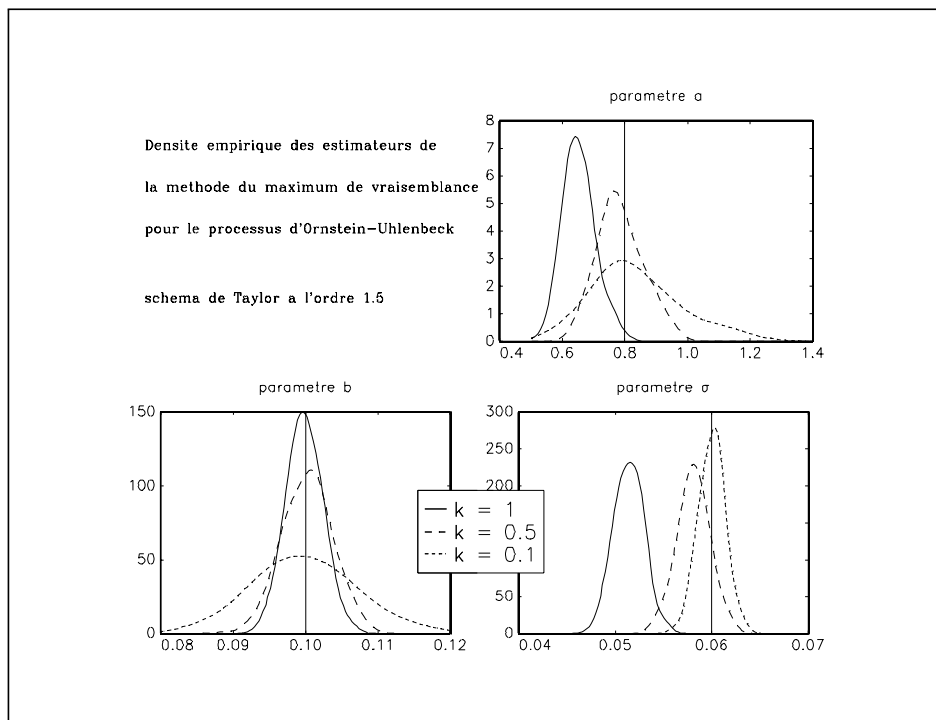 Densite empirique des estimateurs de
la methode du maximum de vraisemblance
pour le processus d'Ornstein-Uhlenbeck
schema de Taylor a l'ordre 1.5
parametre a
8
7
6
5
4
3
2
1
0
0.4 0.6 0.8 1.0 1.2 1.4
parametre b
150
100
50
0
0.08 0.09 0.10 0.11 0.12
parametre σ
300
250
200
50
0
0.04 0.05 0.06 0.07
k = 1
k = 0.5
k = 0.1